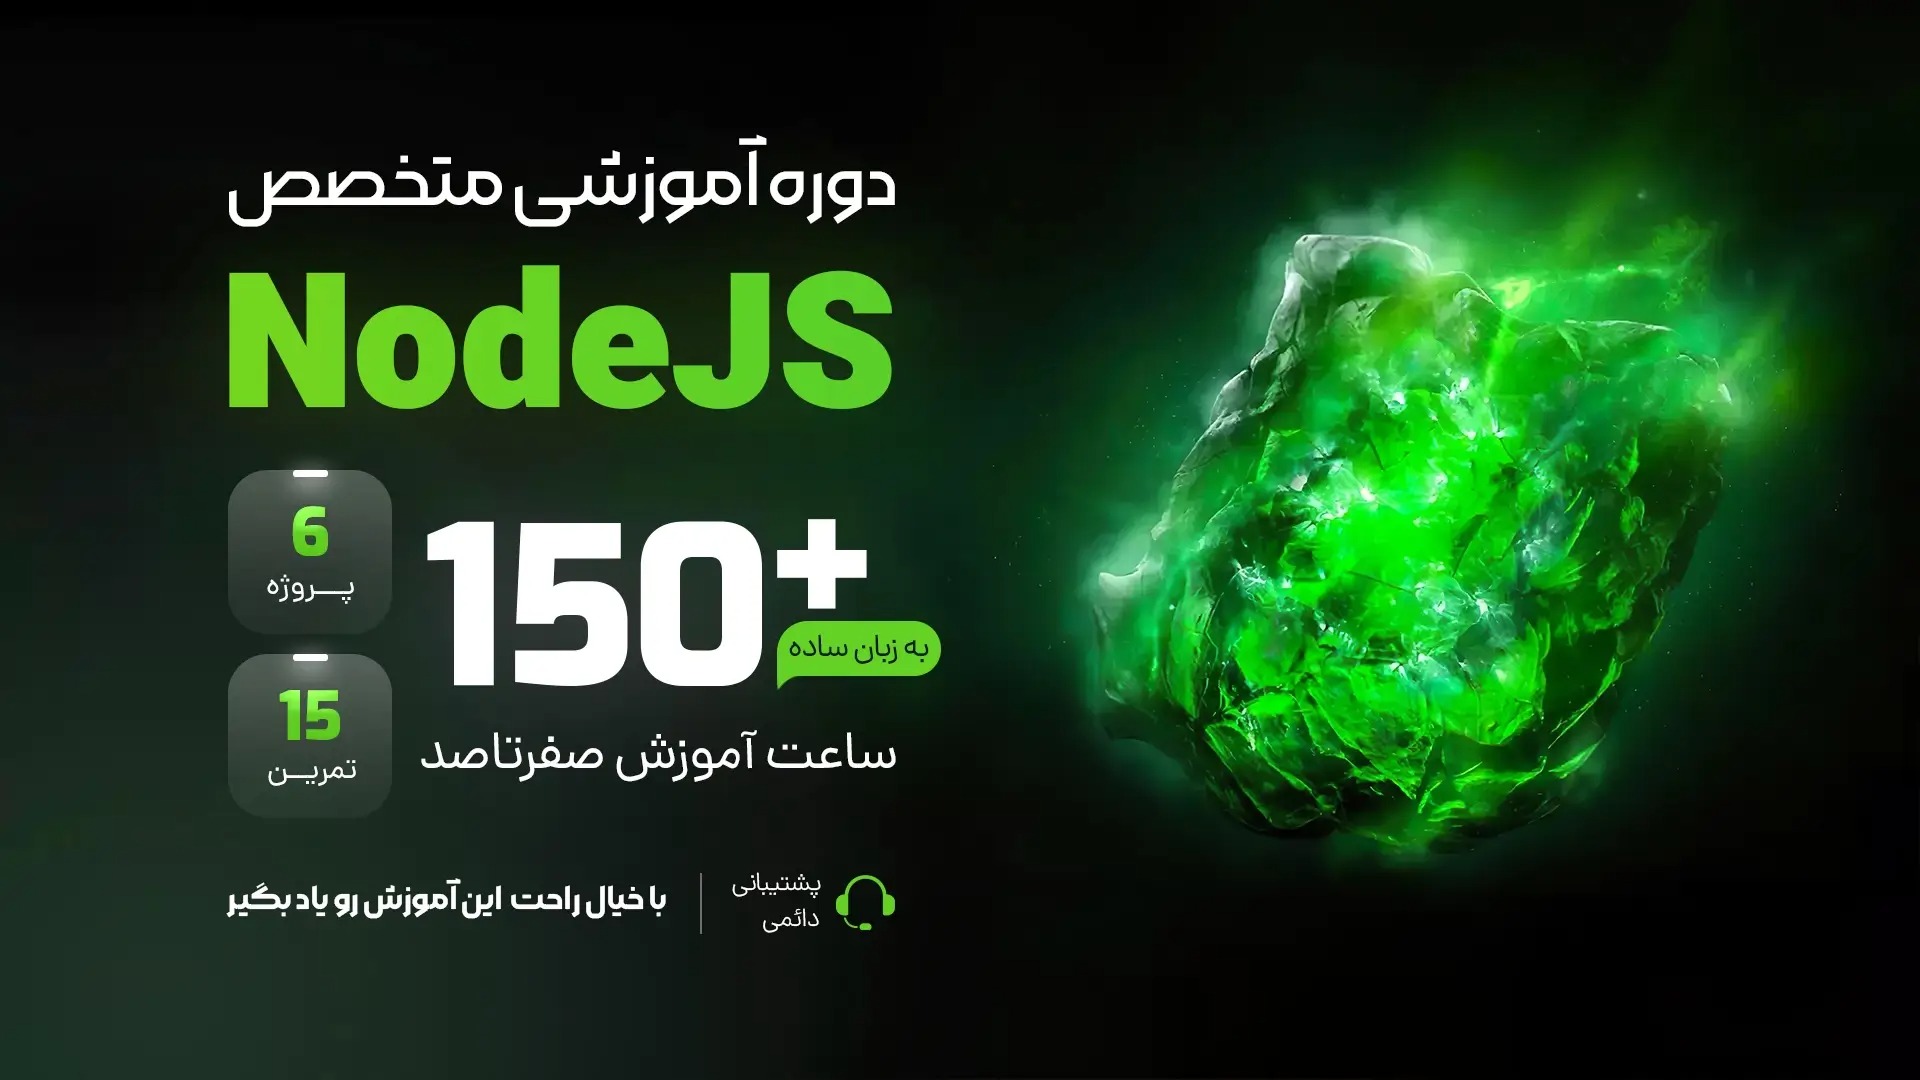 دوره آموزشی متخصص
NodeJS
150+
به زبان ساده
ساعت آموزش صفرتاصد
6
پروژه
15
تمرین
پشتیبانی
دائمی
با خیال راحت این آموزش رو یاد بگیر